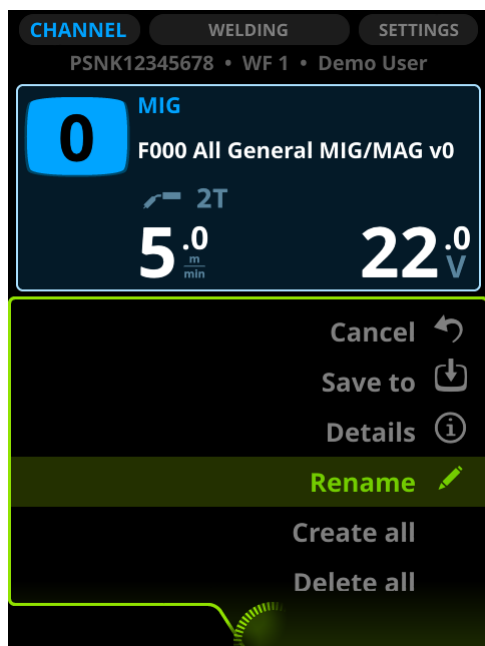 CHANNEL WELDING SETTINGS
PSNK12345678 • WF 1 • Demo User
MIG
0
F000 All General MIG/MAG v0
2T
5.0 m/min 22.0 V
Cancel
Save to
Details
Rename
Create all
Delete all